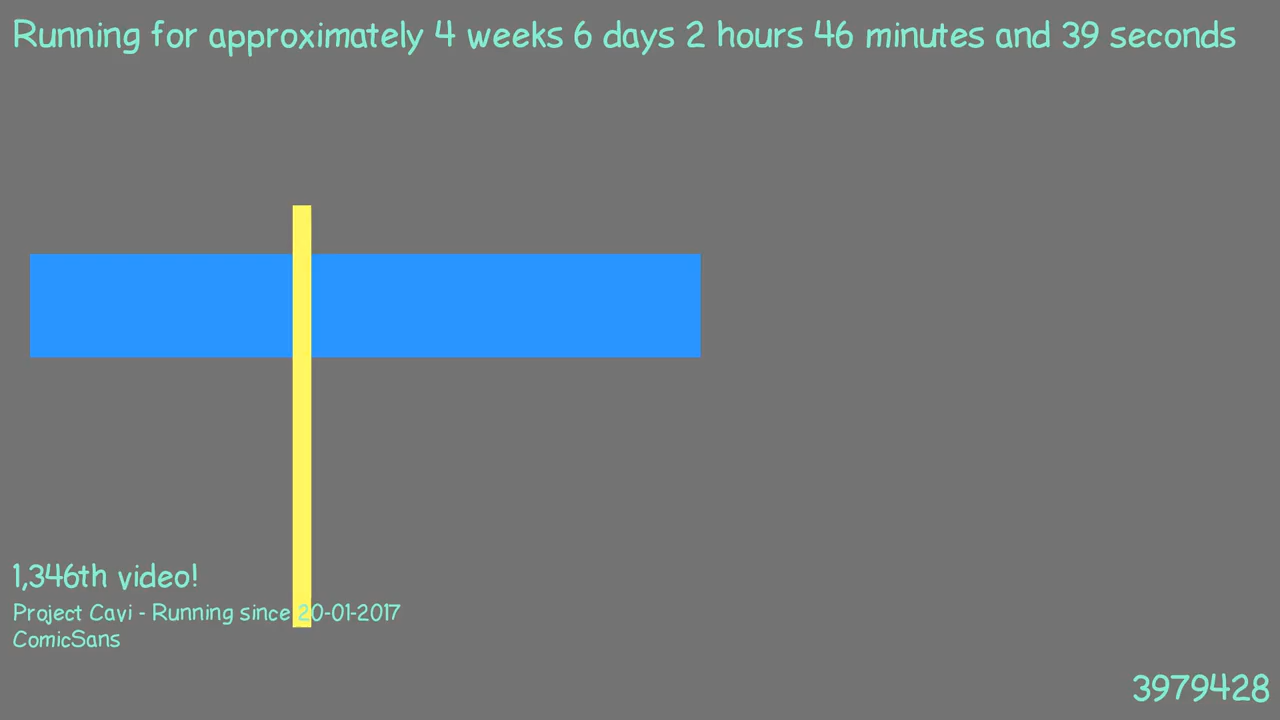 Running for approximately 4 weeks 6 days 2 hours 46 minutes and 39 seconds
1,346th video!
Project Cavi - Running since 20-01-2017
ComicSans
3979428